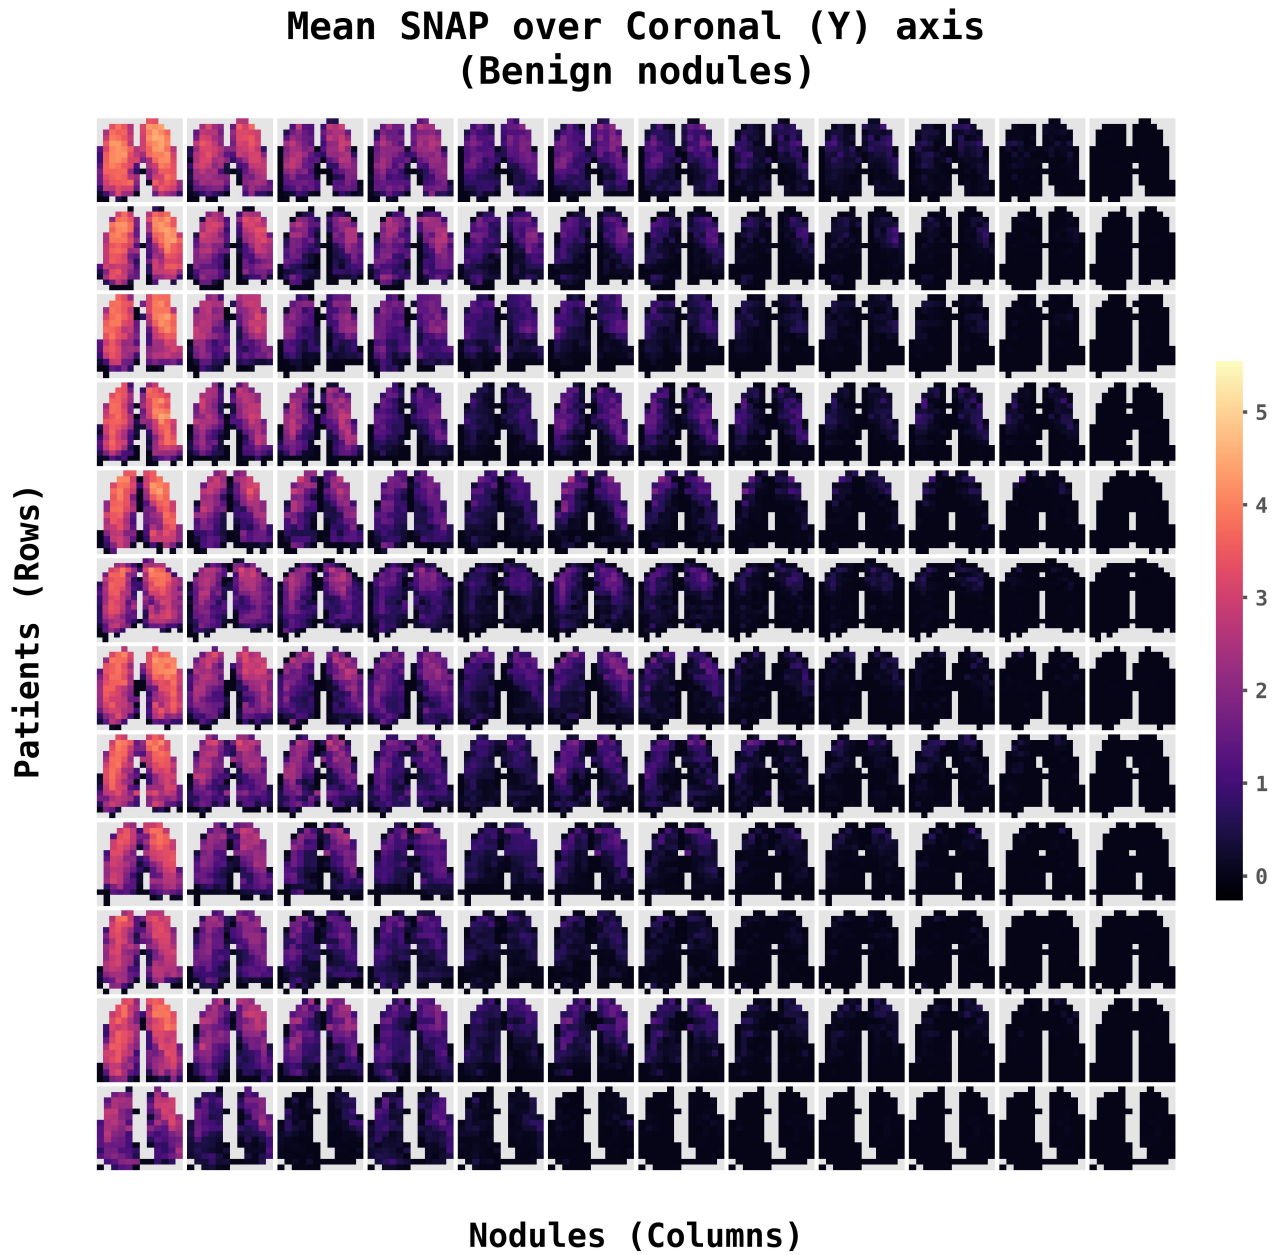 Mean SNAP over Coronal (Y) axis
(Benign nodules)
Patients (Rows)
5
4
3
2
1
0
Nodules (Columns)